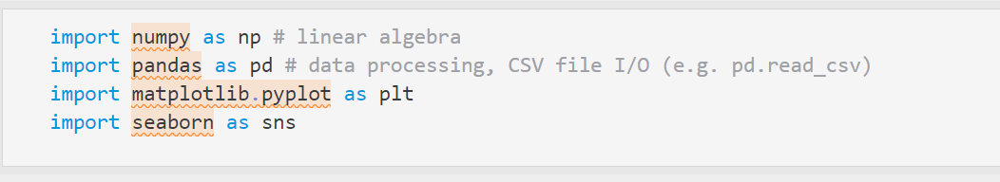 import numpy as np # linear algebra
import pandas as pd # data processing, CSV file I/O (e.g. pd.read_csv)
import matplotlib.pyplot as plt
import seaborn as sns